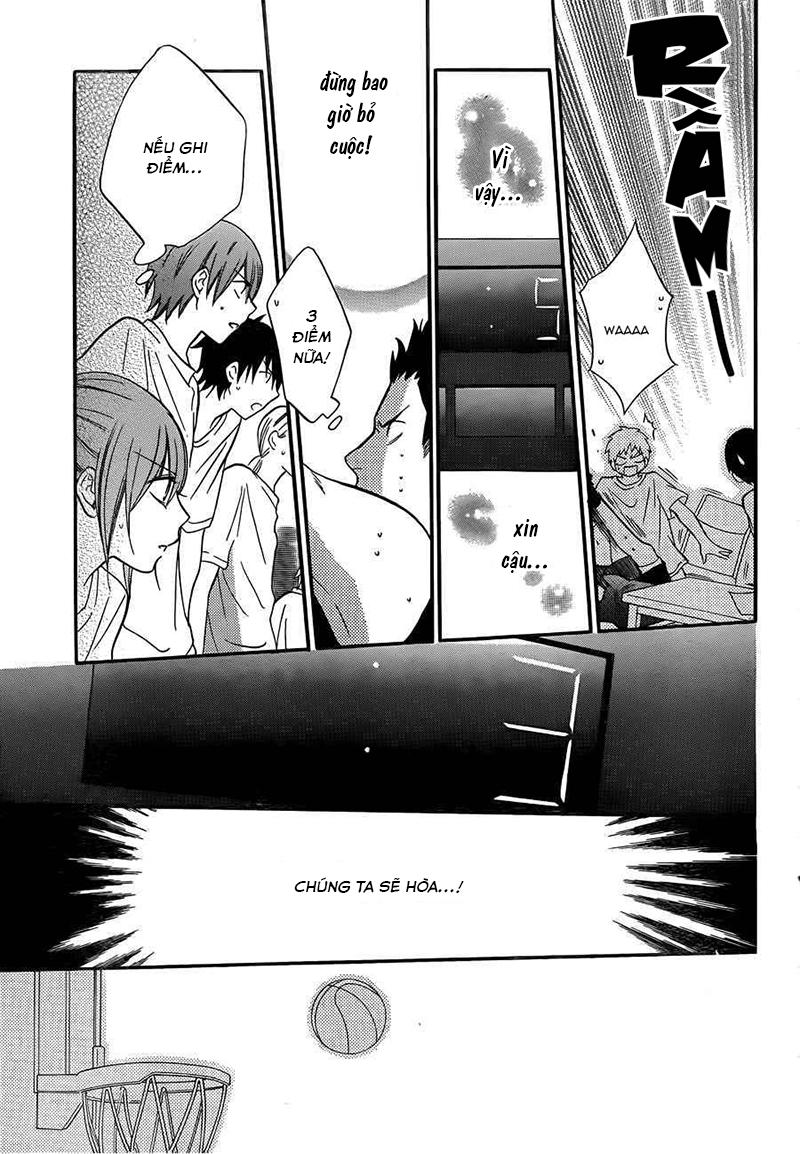 RẦM
WAAAA
Vì
vậy...
xin
cậu...
đừng bao
giờ bỏ
cuộc!
3
ĐIỂM
NỮA!
NẾU GHI
ĐIỂM...
3
CHÚNG TA SẼ HÒA...!